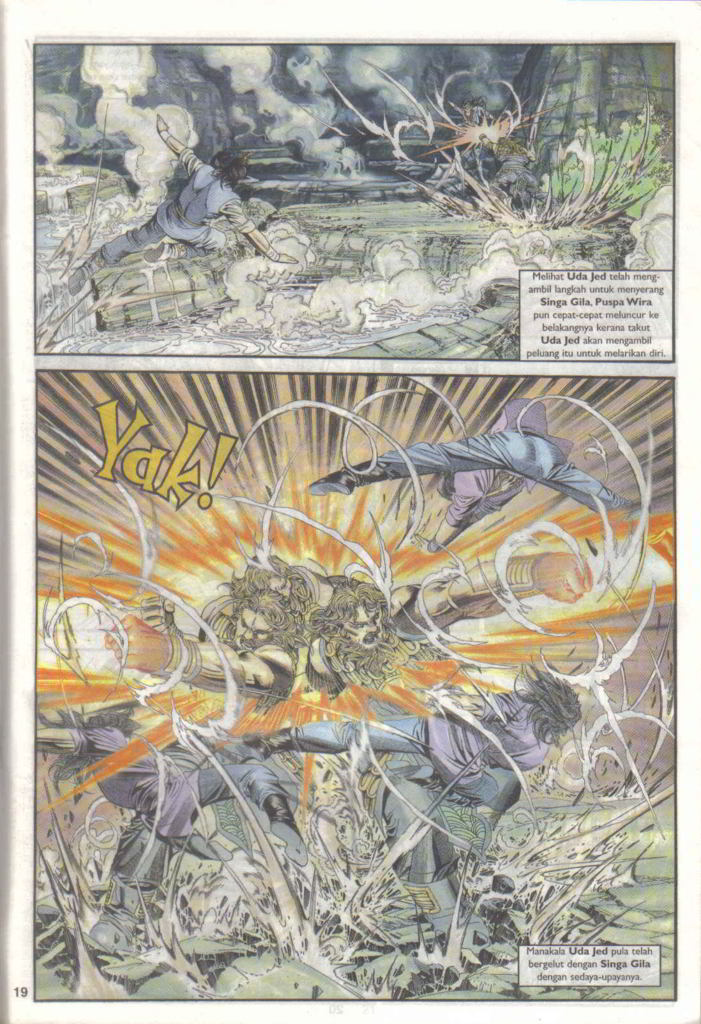 Melihat Uda Jed telah meng-
ambil langkah untuk menyerang
Singa Gila, Puspa Wira
pun cepat-cepat meluncur ke
belakangnya kerana takut
Uda Jed akan mengambil
peluang itu untuk melarikan diri.
Yak!
Manakala Uda Jed pula telah
bergelut dengan Singa Gila
dengan sedaya-upayanya.
19